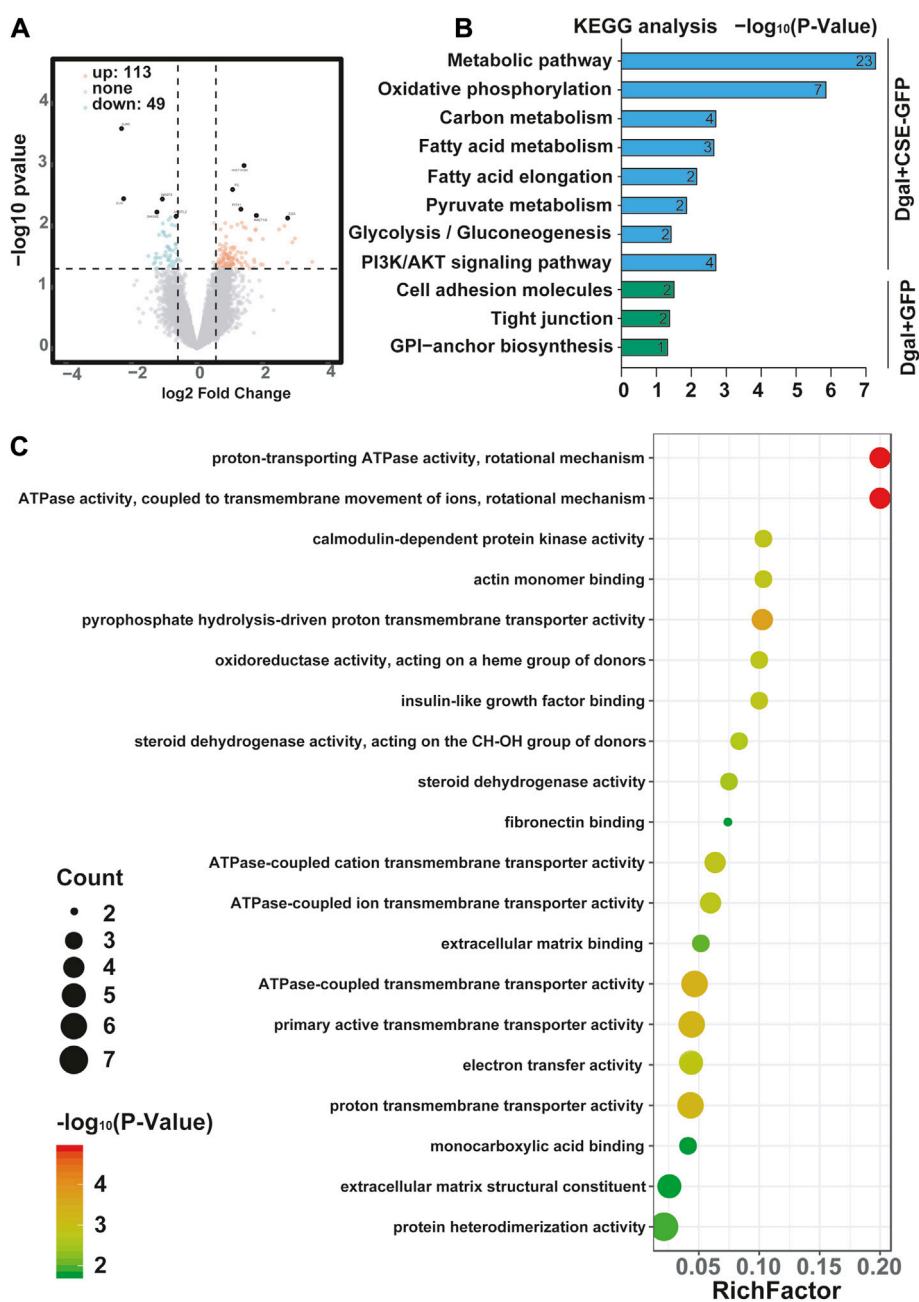 A
up: 113
none
down: 49
4
3
2
1
0
−log10 pvalue
−4
−2
0
2
4
log2 Fold Change
B
KEGG analysis −log10(P-Value)
Metabolic pathway 23
Oxidative phosphorylation 7
Carbon metabolism 4
Fatty acid metabolism 3
Fatty acid elongation 2
Pyruvate metabolism 2
Glycolysis / Gluconeogenesis 2
PI3K/AKT signaling pathway 4
Cell adhesion molecules 2
Tight junction 2
GPI−anchor biosynthesis 1
0 1 2 3 4 5 6 7
Dgal+CSE-GFP
Dgal+GFP
C
proton-transporting ATPase activity, rotational mechanism
ATPase activity, coupled to transmembrane movement of ions, rotational mechanism
calmodulin-dependent protein kinase activity
actin monomer binding
pyrophosphate hydrolysis-driven proton transmembrane transporter activity
oxidoreductase activity, acting on a heme group of donors
insulin-like growth factor binding
steroid dehydrogenase activity, acting on the CH-OH group of donors
steroid dehydrogenase activity
fibronectin binding
ATPase-coupled cation transmembrane transporter activity
ATPase-coupled ion transmembrane transporter activity
extracellular matrix binding
ATPase-coupled transmembrane transporter activity
primary active transmembrane transporter activity
electron transfer activity
proton transmembrane transporter activity
monocarboxylic acid binding
extracellular matrix structural constituent
protein heterodimerization activity
0.05 0.10 0.15 0.20
RichFactor
Count
2
3
4
5
6
7
-log10(P-Value)
4
3
2